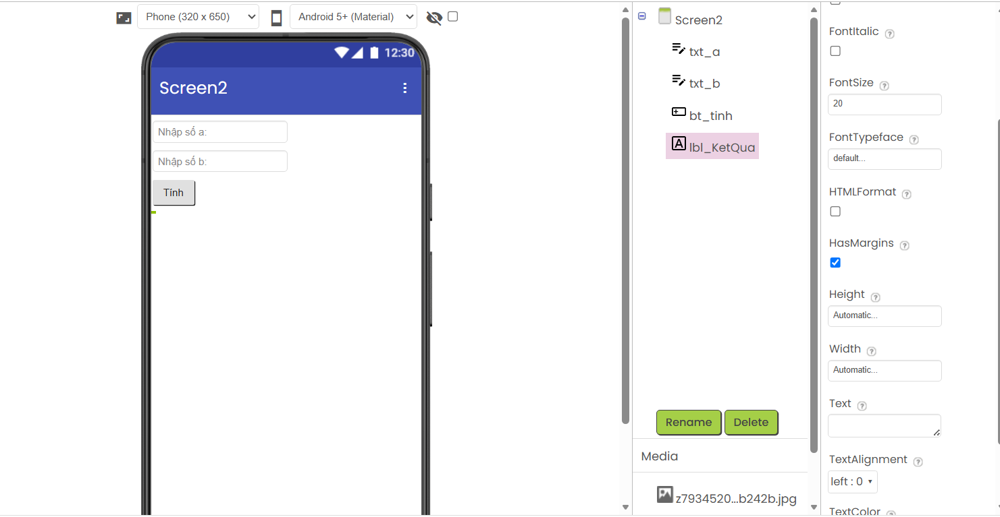 Phone (320 x 650)
Android 5+ (Material)
12:30
Screen2
Nhập số a:
Nhập số b:
Tính
Screen2
txt_a
txt_b
bt_tinh
lbl_KetQua
Rename Delete
Media
z7934520...b242b.jpg
FontItalic
FontSize
20
FontTypeface
default...
HTMLFormat
HasMargins
Height
Automatic...
Width
Automatic...
Text
TextAlignment
left : 0
TextColor